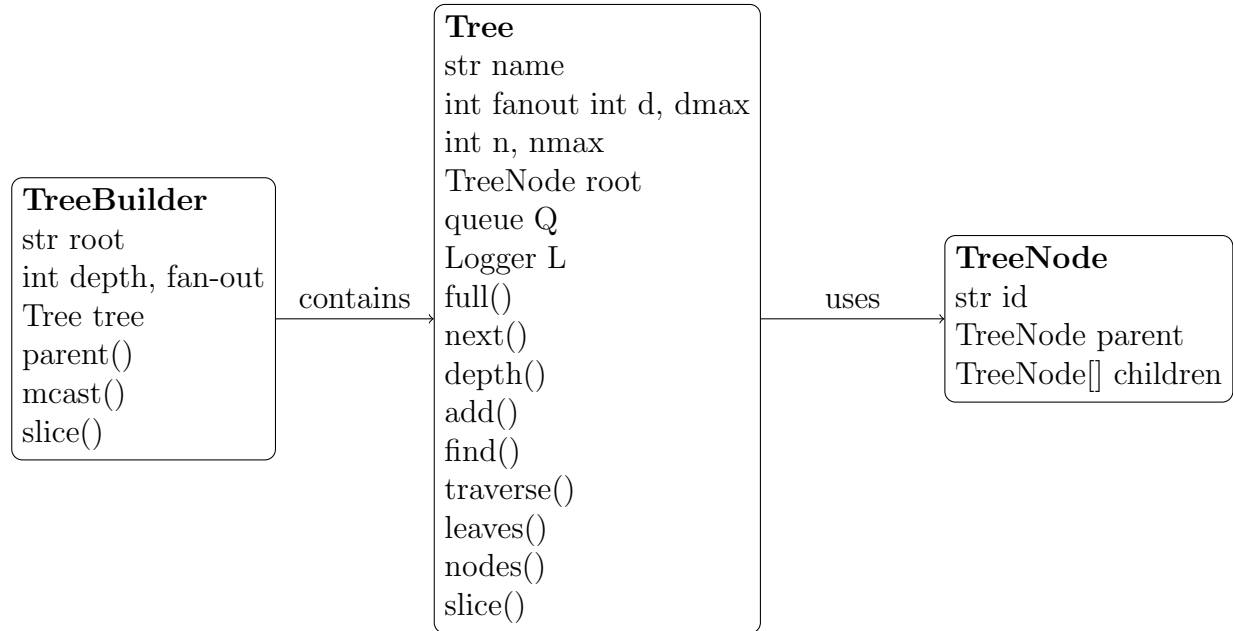 TreeBuilder
str root
int depth, fan-out
Tree tree
parent()
mcast()
slice()
contains
Tree
str name
int fanout int d, dmax
int n, nmax
TreeNode root
queue Q
Logger L
full()
next()
depth()
add()
find()
traverse()
leaves()
nodes()
slice()
uses
TreeNode
str id
TreeNode parent
TreeNode[] children